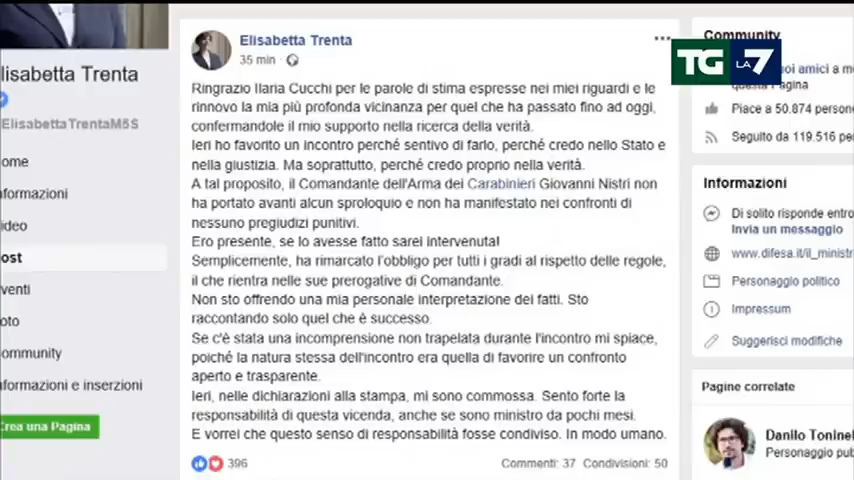 Elisabetta Trenta
35 min
Ringrazio Ilaria Cucchi per le parole di stima espresse nei miei riguardi e le
rinnovo la mia più profonda vicinanza per quel che ha passato fino ad oggi,
confermandole il mio supporto nella ricerca della verità.
Ieri ho favorito un incontro perché sentivo di farlo, perché credo nello Stato e
nella giustizia. Ma soprattutto, perché credo proprio nella verità.
A tal proposito, il Comandante dell'Arma dei Carabinieri Giovanni Nistri non
ha portato avanti alcun sproloquio e non ha manifestato nei confronti di
nessuno pregiudizi punitivi.
Ero presente, se lo avesse fatto sarei intervenuta!
Semplicemente, ha rimarcato l'obbligo per tutti i gradi al rispetto delle regole,
il che rientra nelle sue prerogative di Comandante.
Non sto offrendo una mia personale interpretazione dei fatti. Sto
raccontando solo quel che è successo.
Se c'è stata una incomprensione non trapelata durante l'incontro mi spiace,
poiché la natura stessa dell'incontro era quella di favorire un confronto
aperto e trasparente.
Ieri, nelle dichiarazioni alla stampa, mi sono commossa. Sento forte la
responsabilità di questa vicenda, anche se sono ministro da pochi mesi.
E vorrei che questo senso di responsabilità fosse condiviso. In modo umano.
396
Commenti: 37 Condivisioni: 50
lisabetta Trenta
ElisabettaTrentaM5S
ome
nformazioni
ideo
ost
venti
oto
ommunity
nformazioni e inserzioni
Crea una Pagina
TG LA 7
Community
uoi amici a me
questa Pagina
Piace a 50.874 persone
Seguito da 119.516 per
Informazioni
Di solito risponde entro
Invia un messaggio
www.difesa.it/il_ministr
Personaggio politico
Impressum
Suggerisci modifiche
Pagine correlate
Danilo Toninel
Personaggio pub